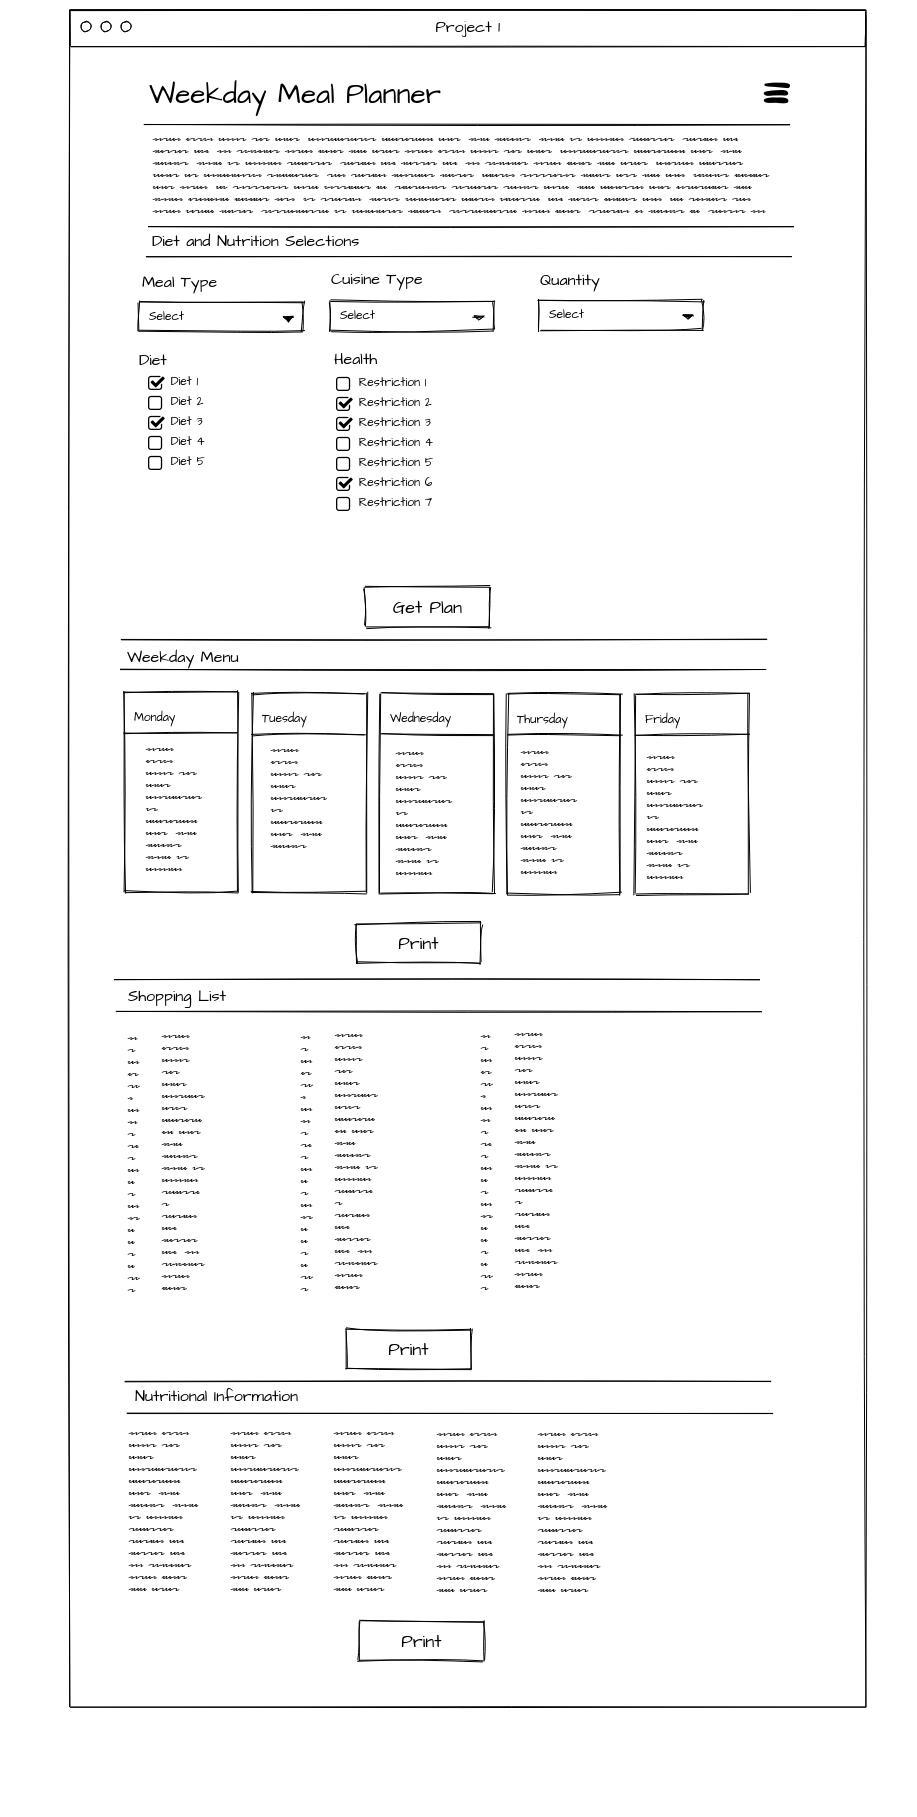 Project 1
Weekday Meal Planner
Diet and Nutrition Selections
Meal Type
Cuisine Type
Quantity
Select
Select
Select
Diet
Diet 1
Diet 2
Diet 3
Diet 4
Diet 5
Health
Restriction 1
Restriction 2
Restriction 3
Restriction 4
Restriction 5
Restriction 6
Restriction 7
Get Plan
Weekday Menu
Monday
Tuesday
Wednesday
Thursday
Friday
Print
Shopping List
Print
Nutritional Information
Print